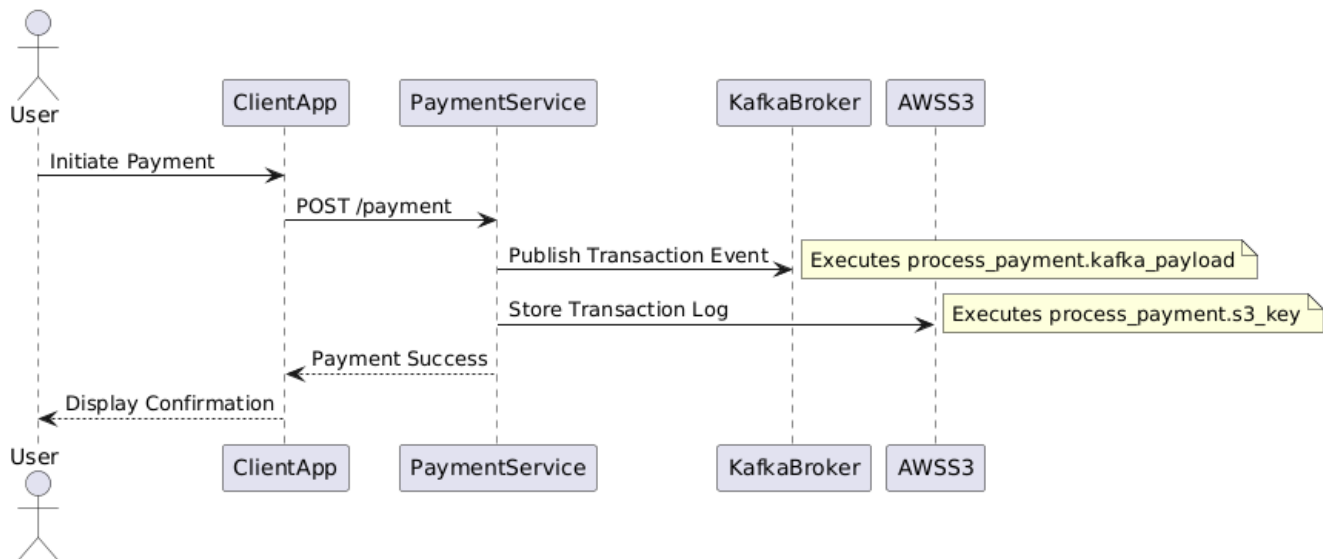 User
ClientApp
PaymentService
KafkaBroker
AWSS3
Initiate Payment
POST /payment
Publish Transaction Event
Executes process_payment.kafka_payload
Store Transaction Log
Executes process_payment.s3_key
Payment Success
Display Confirmation
User
ClientApp
PaymentService
KafkaBroker
AWSS3